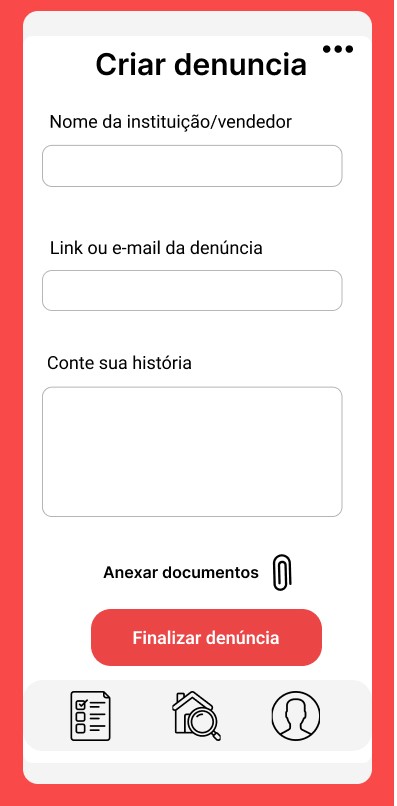 Criar denuncia
Nome da instituição/vendedor
Link ou e-mail da denúncia
Conte sua história
Anexar documentos
Finalizar denúncia